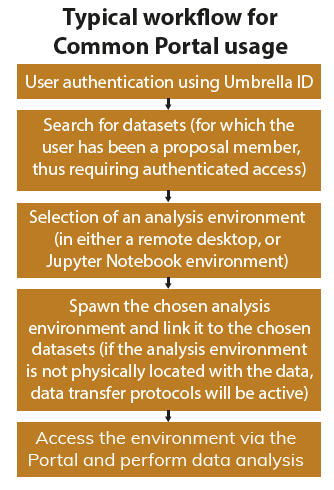 Typical workflow for
Common Portal usage
User authentication using Umbrella ID
Search for datasets (for which the
user has been a proposal member,
thus requiring authenticated access)
Selection of an analysis environment
(in either a remote desktop, or
Jupyter Notebook environment)
Spawn the chosen analysis
environment and link it to the chosen
datasets (if the analysis environment
is not physically located with the data,
data transfer protocols will be active)
Access the environment via the
Portal and perform data analysis